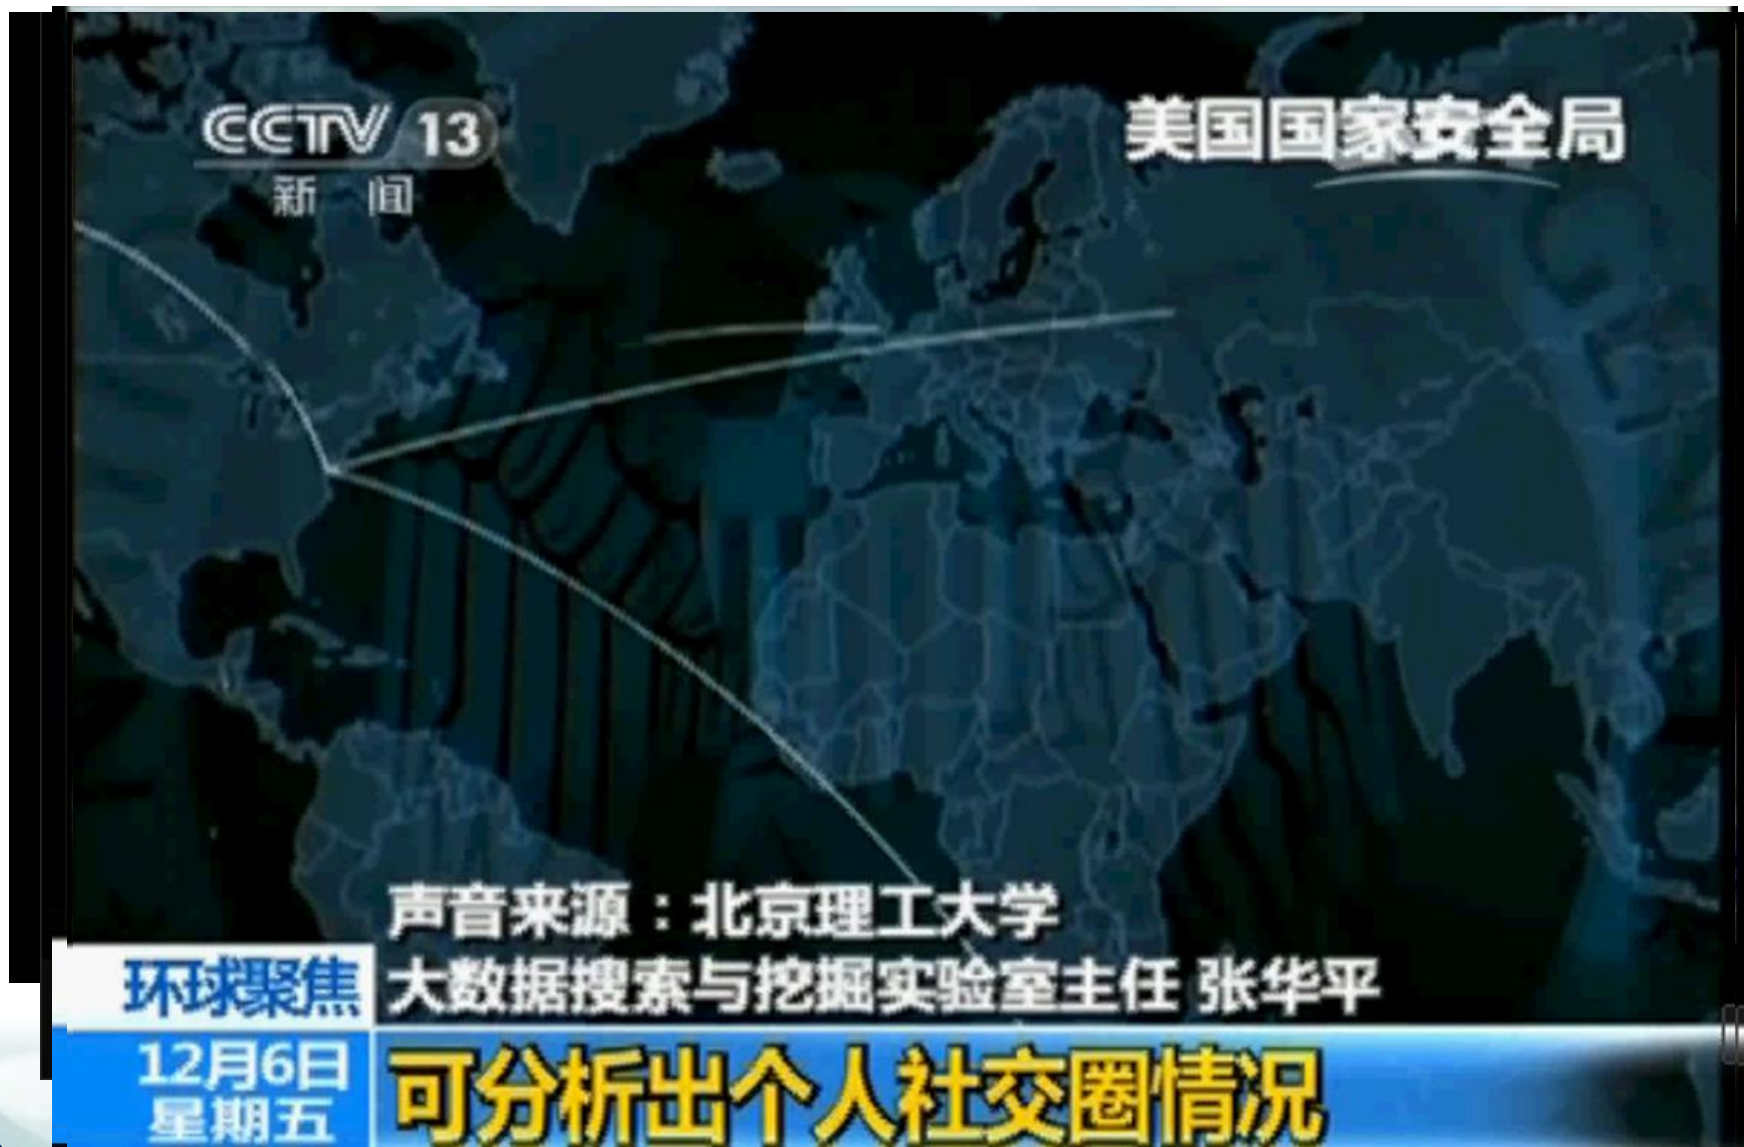 CCTV 13
新闻
美国国家安全局
声音来源：北京理工大学
大数据搜索与挖掘实验室主任 张华平
环球聚焦
12月6日
星期五
可分析出个人社交圈情况